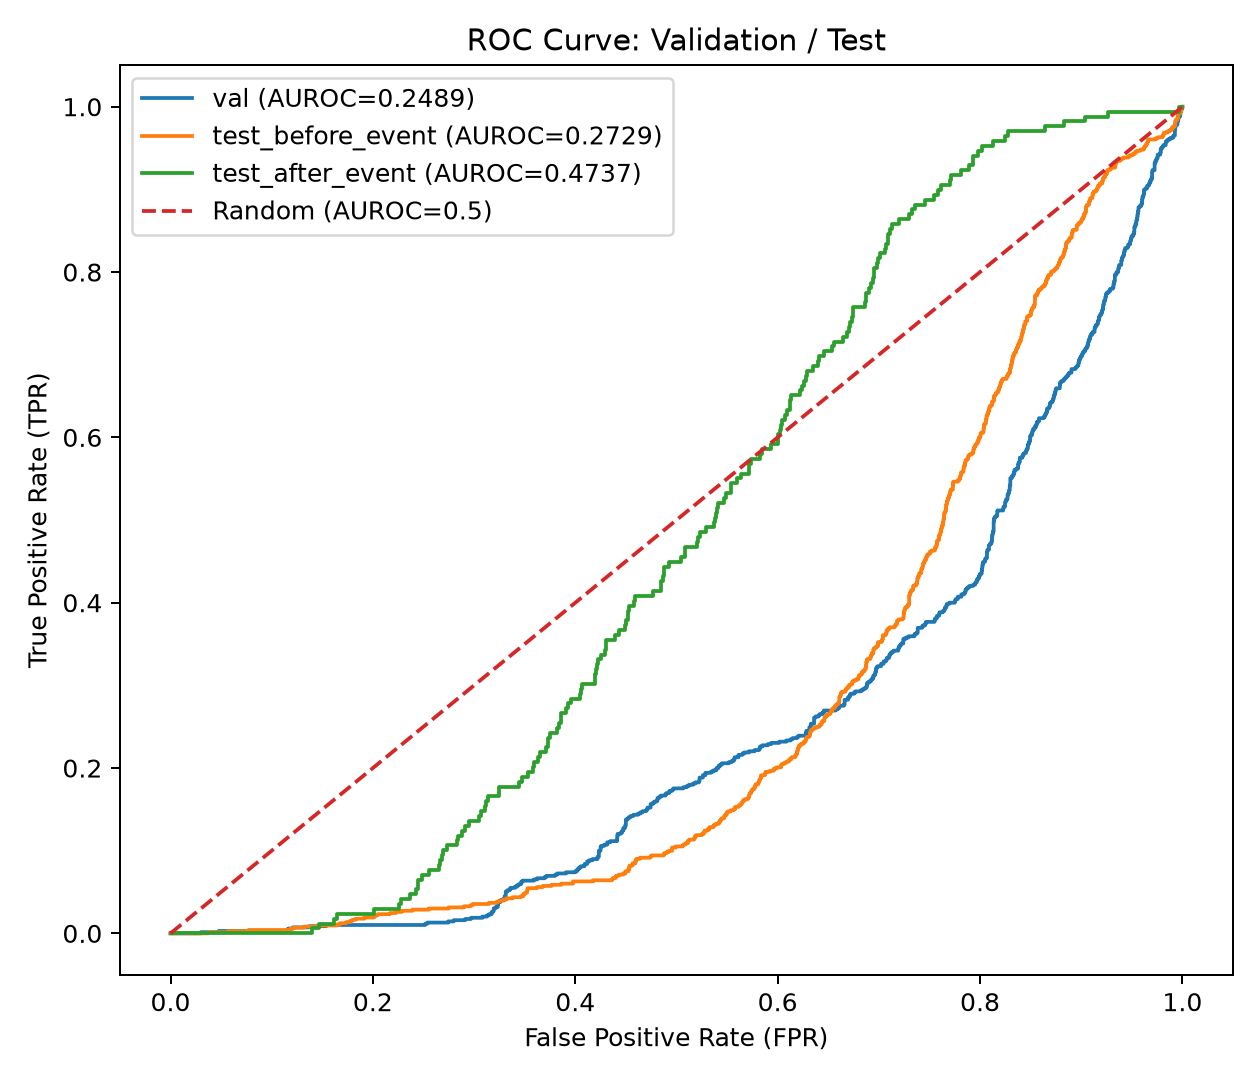 ROC Curve: Validation / Test
val (AUROC=0.2489)
test_before_event (AUROC=0.2729)
test_after_event (AUROC=0.4737)
Random (AUROC=0.5)
True Positive Rate (TPR)
1.0
0.8
0.6
0.4
0.2
0.0
0.0 0.2 0.4 0.6 0.8 1.0
False Positive Rate (FPR)